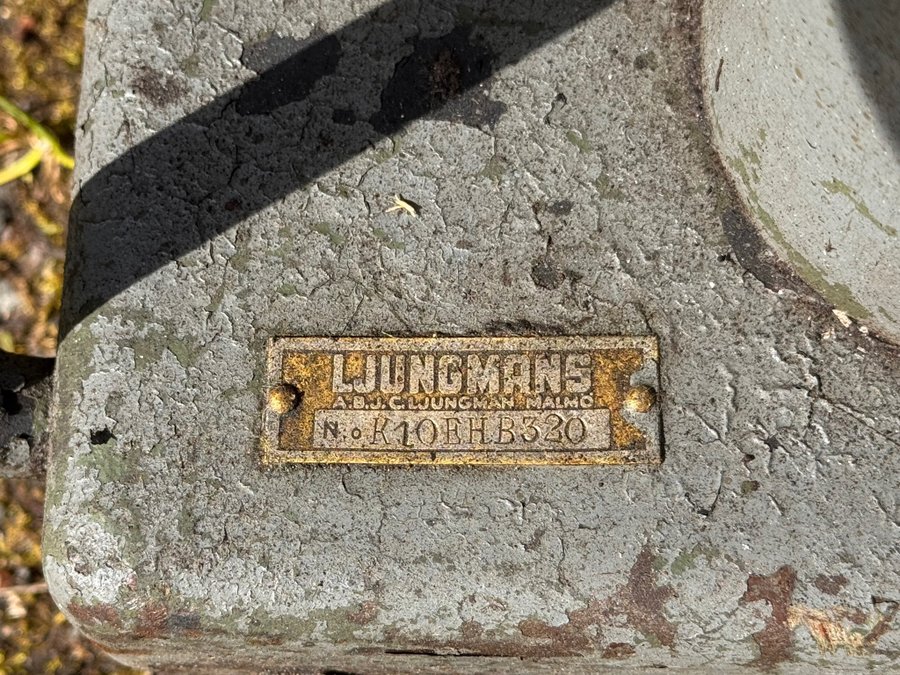 LJUNGMANS
A.B.J.C. LJUNGMAN MALMÖ
N:o K10EHB320